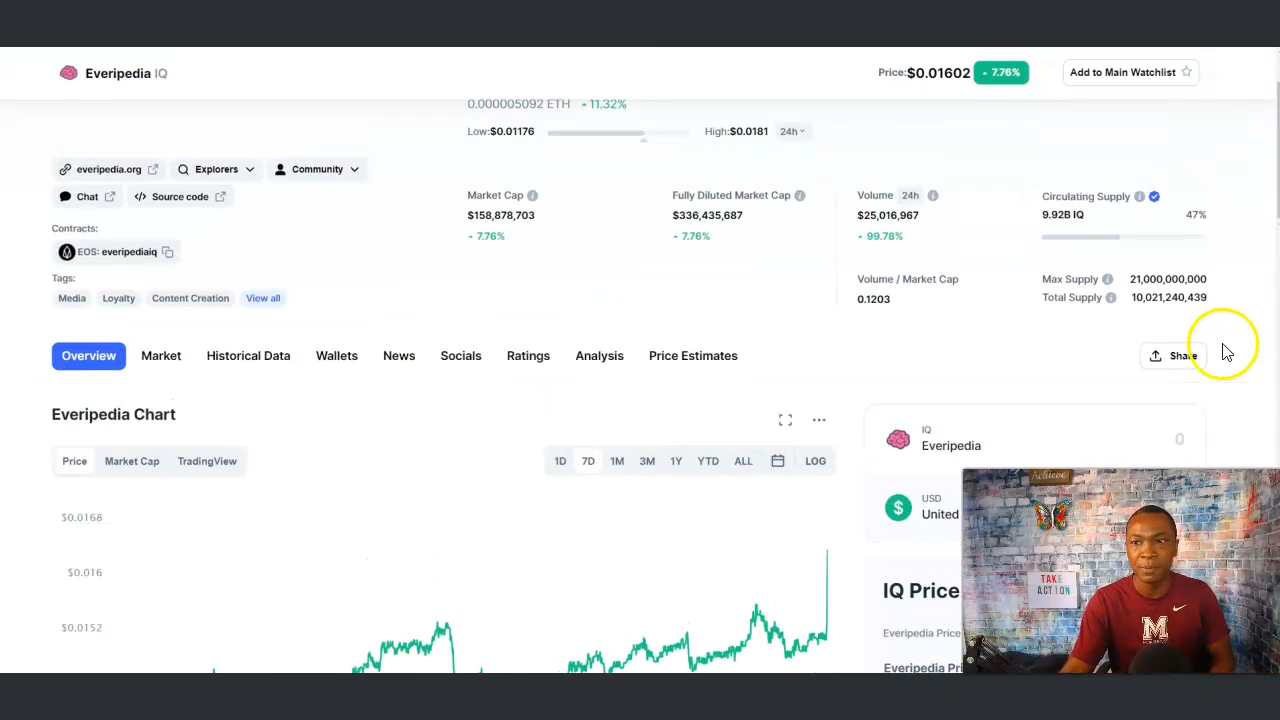 Everipedia IQ
Price:$0.01602 7.76%
Add to Main Watchlist
0.000005092 ETH 11.32%
Low:$0.01176 High:$0.0181 24h
everipedia.org Explorers Community
Chat Source code
Contracts:
EOS: everipediaiq
Tags:
Media Loyalty Content Creation View all
Market Cap
$158,878,703
7.76%
Fully Diluted Market Cap
$336,435,687
7.76%
Volume 24h
$25,016,967
99.78%
Volume / Market Cap
0.1203
Circulating Supply
9.92B IQ 47%
Max Supply 21,000,000,000
Total Supply 10,021,240,439
Overview Market Historical Data Wallets News Socials Ratings Analysis Price Estimates
Share
Everipedia Chart
Price Market Cap TradingView
1D 7D 1M 3M 1Y YTD ALL LOG
$0.0168
$0.016
$0.0152
IQ
Everipedia 0
USD
United
IQ Price
Everipedia Price
Everipedia Pri
Achieve
TAKE
ACTION
M